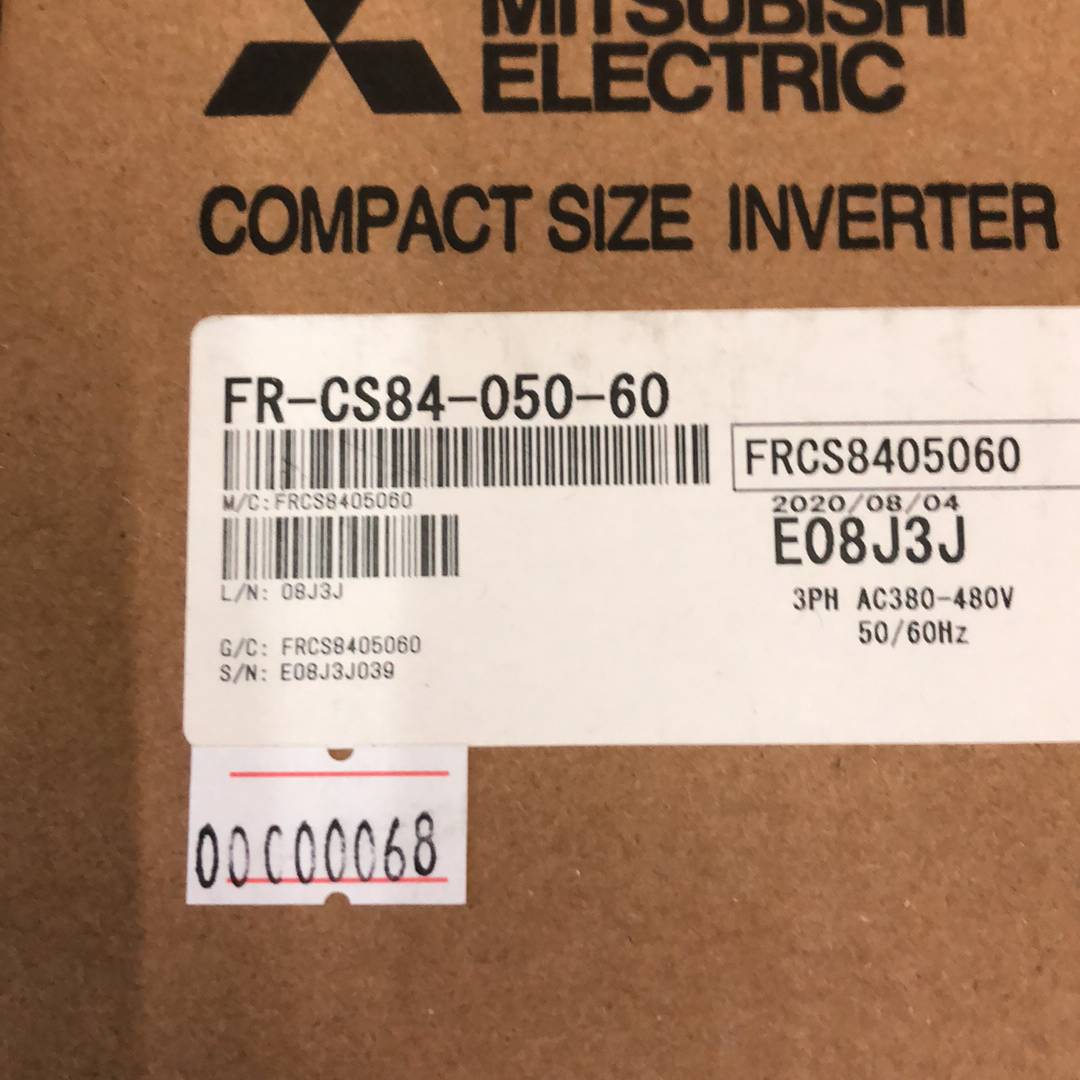 MITSUBISHI
ELECTRIC
COMPACT SIZE INVERTER
FR-CS84-050-60
FRCS8405060
M/C:FRCS8405060
2020/08/04
E08J3J
L/N: 08J3J
3PH AC380-480V
50/60Hz
G/C: FRCS8405060
S/N: E08J3J039
00C00068